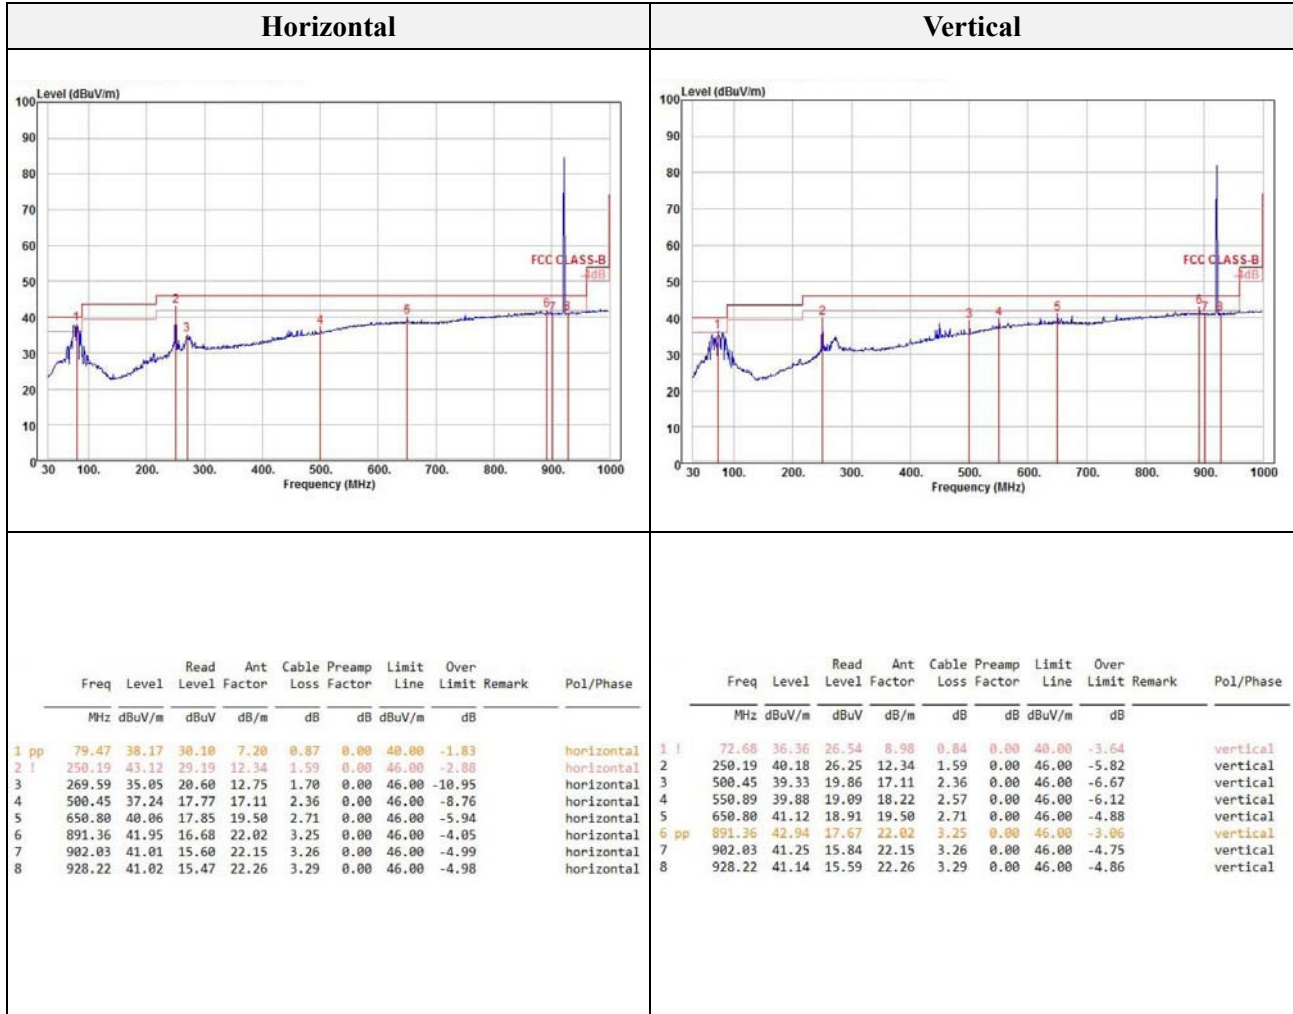 Horizontal Vertical
Level (dBuV/m)
100
90
80
70
60
FCC CLASS-B
-4dB
50
40
30
20
10
0
1
2
3
4
5
6
7
8
30 100. 200. 300. 400. 500. 600. 700. 800. 900. 1000
Frequency (MHz)
Level (dBuV/m)
100
90
80
70
60
FCC CLASS-B
-4dB
50
40
30
20
10
0
1
2
3
4
5
6
7
8
30 100. 200. 300. 400. 500. 600. 700. 800. 900. 1000
Frequency (MHz)
Read Ant Cable Preamp Limit Over
Freq Level Level Factor Loss Factor Line Limit Remark Pol/Phase
MHz dBuV/m dBuV dB/m dB dB dBuV/m dB
1 pp 79.47 38.17 30.10 7.20 0.87 0.00 40.00 -1.83 horizontal
2 ! 250.19 43.12 29.19 12.34 1.59 0.00 46.00 -2.88 horizontal
3 269.59 35.05 20.60 12.75 1.70 0.00 46.00 -10.95 horizontal
4 500.45 37.24 17.77 17.11 2.36 0.00 46.00 -8.76 horizontal
5 650.80 40.06 17.85 19.50 2.71 0.00 46.00 -5.94 horizontal
6 891.36 41.95 16.68 22.02 3.25 0.00 46.00 -4.05 horizontal
7 902.03 41.01 15.60 22.15 3.26 0.00 46.00 -4.99 horizontal
8 928.22 41.02 15.47 22.26 3.29 0.00 46.00 -4.98 horizontal
Read Ant Cable Preamp Limit Over
Freq Level Level Factor Loss Factor Line Limit Remark Pol/Phase
MHz dBuV/m dBuV dB/m dB dB dBuV/m dB
1 ! 72.68 36.36 26.54 8.98 0.84 0.00 40.00 -3.64 vertical
2 250.19 40.18 26.25 12.34 1.59 0.00 46.00 -5.82 vertical
3 500.45 39.33 19.86 17.11 2.36 0.00 46.00 -6.67 vertical
4 550.89 39.88 19.09 18.22 2.57 0.00 46.00 -6.12 vertical
5 650.80 41.12 18.91 19.50 2.71 0.00 46.00 -4.88 vertical
6 pp 891.36 42.94 17.67 22.02 3.25 0.00 46.00 -3.06 vertical
7 902.03 41.25 15.84 22.15 3.26 0.00 46.00 -4.75 vertical
8 928.22 41.14 15.59 22.26 3.29 0.00 46.00 -4.86 vertical